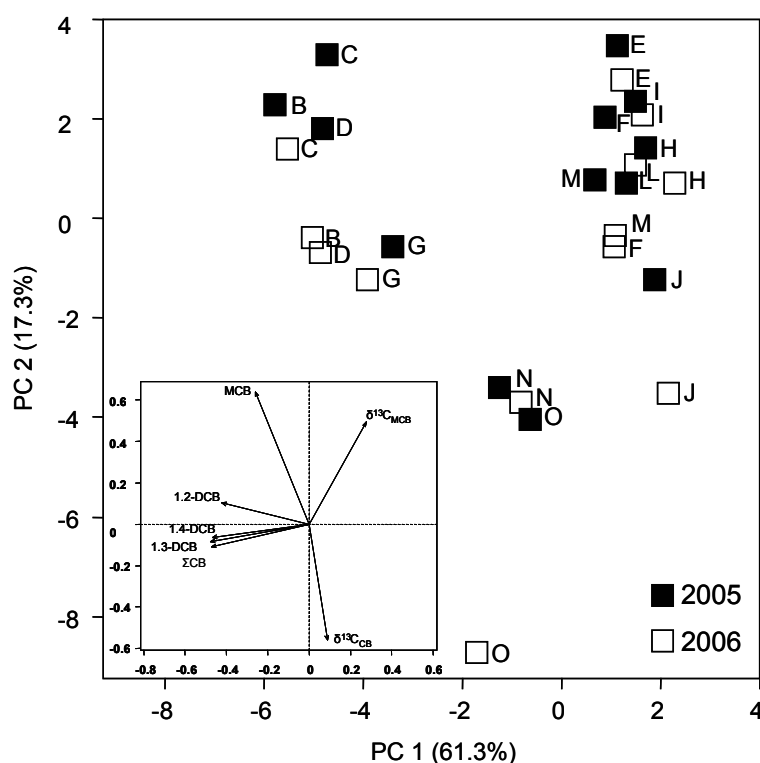 4
2
0
-2
-4
-6
-8
PC 2 (17.3%)
C
E
E
B
I
I
D
F
C
H
L
M
L
H
B
M
G
D
F
G
J
N
N
J
O
O
MCB
δ¹³C_MCB
1.2-DCB
1.4-DCB
1.3-DCB
ΣCB
δ¹³C_CB
0.6
0.4
0.2
0
-0.2
-0.4
-0.6
-0.8 -0.6 -0.4 -0.2 0 0.2 0.4 0.6
2005
2006
-8 -6 -4 -2 0 2 4
PC 1 (61.3%)